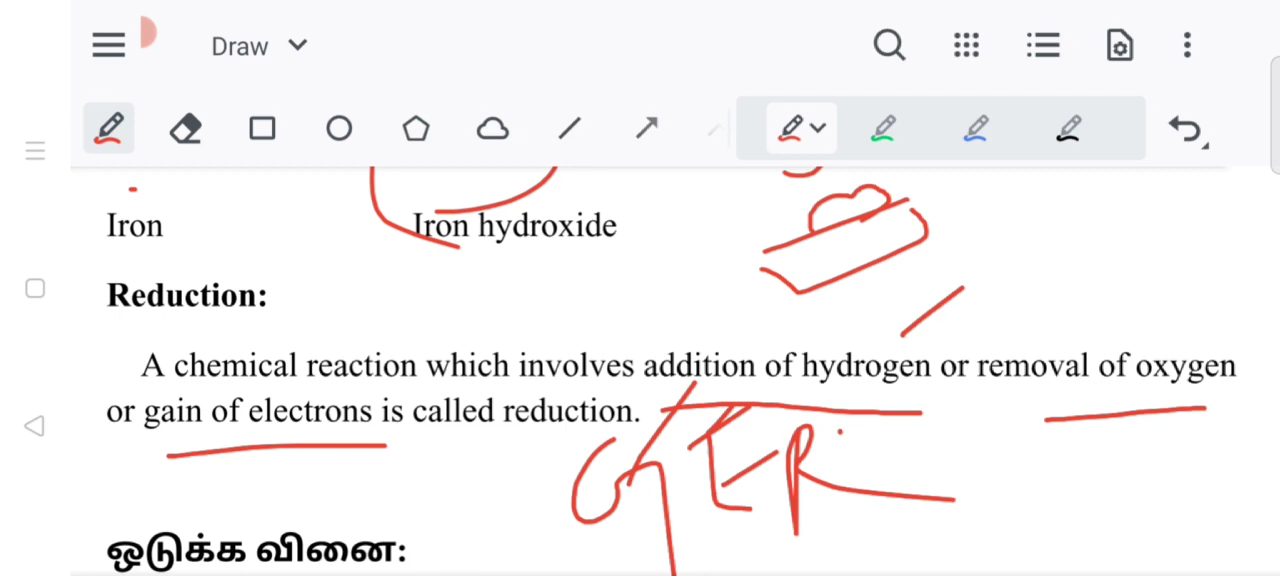 Draw
Iron Iron hydroxide
Reduction:
A chemical reaction which involves addition of hydrogen or removal of oxygen
or gain of electrons is called reduction.
GER
ஒடுக்க வினை: